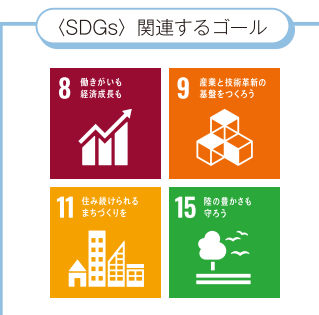 〈SDGs〉関連するゴール
8 働きがいも
経済成長も
9 産業と技術革新の
基盤をつくろう
11 住み続けられる
まちづくりを
15 陸の豊かさも
守ろう